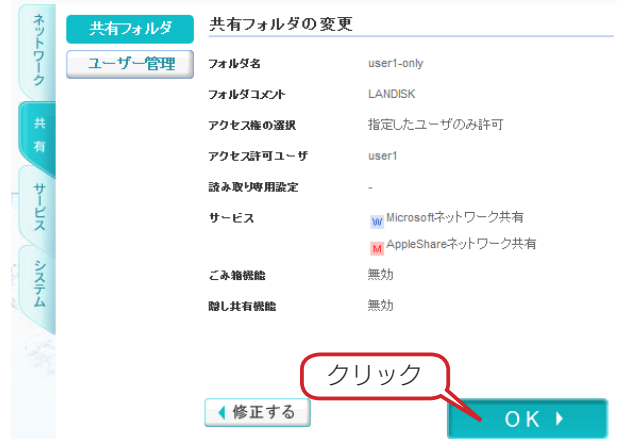 ネットワーク
共有
サービス
システム
共有フォルダ
ユーザー管理
共有フォルダの変更
フォルダ名 user1-only
フォルダコメント LANDISK
アクセス権の選択 指定したユーザのみ許可
アクセス許可ユーザ user1
読み取り専用設定 -
サービス W Microsoftネットワーク共有
M AppleShareネットワーク共有
ごみ箱機能 無効
隠し共有機能 無効
クリック
修正する
OK